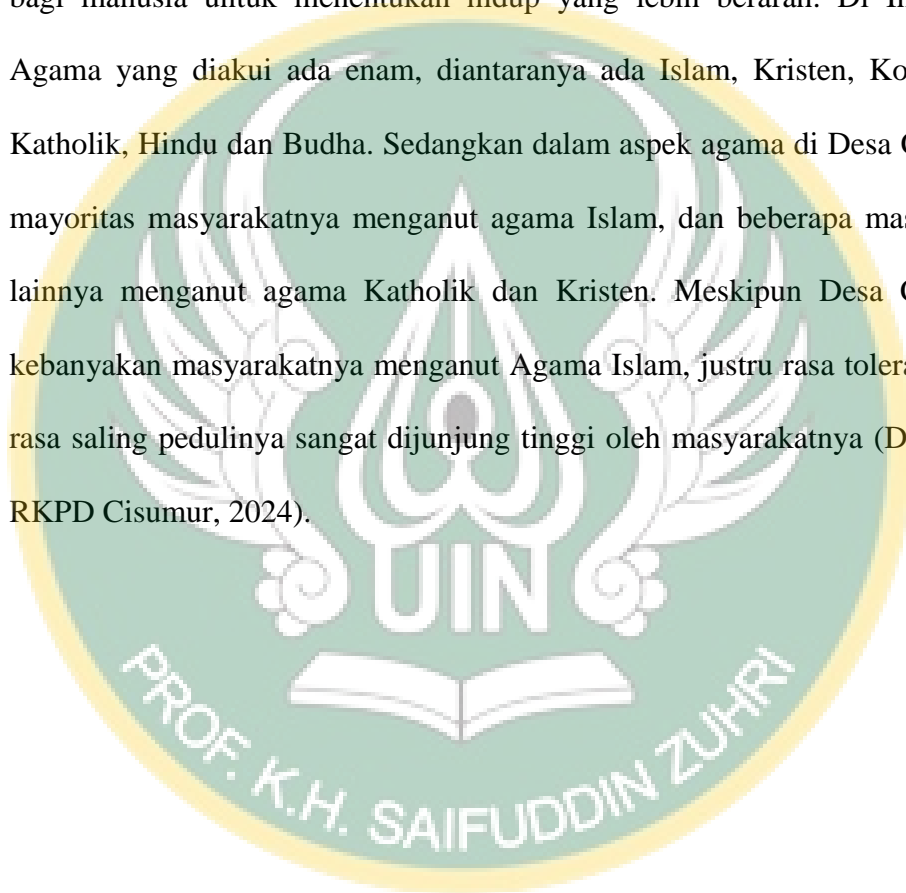 bagi manusia untuk menentukan hidup yang lebih berarah. Di In
Agama yang diakui ada enam, diantaranya ada Islam, Kristen, Ko
Katholik, Hindu dan Budha. Sedangkan dalam aspek agama di Desa C
mayoritas masyarakatnya menganut agama Islam, dan beberapa mas
lainnya menganut agama Katholik dan Kristen. Meskipun Desa C
kebanyakan masyarakatnya menganut Agama Islam, justru rasa tolera
rasa saling pedulinya sangat dijunjung tinggi oleh masyarakatnya (D
RKPD Cisumur, 2024).
UIN
PROF. K.H. SAIFUDDIN ZUHRI